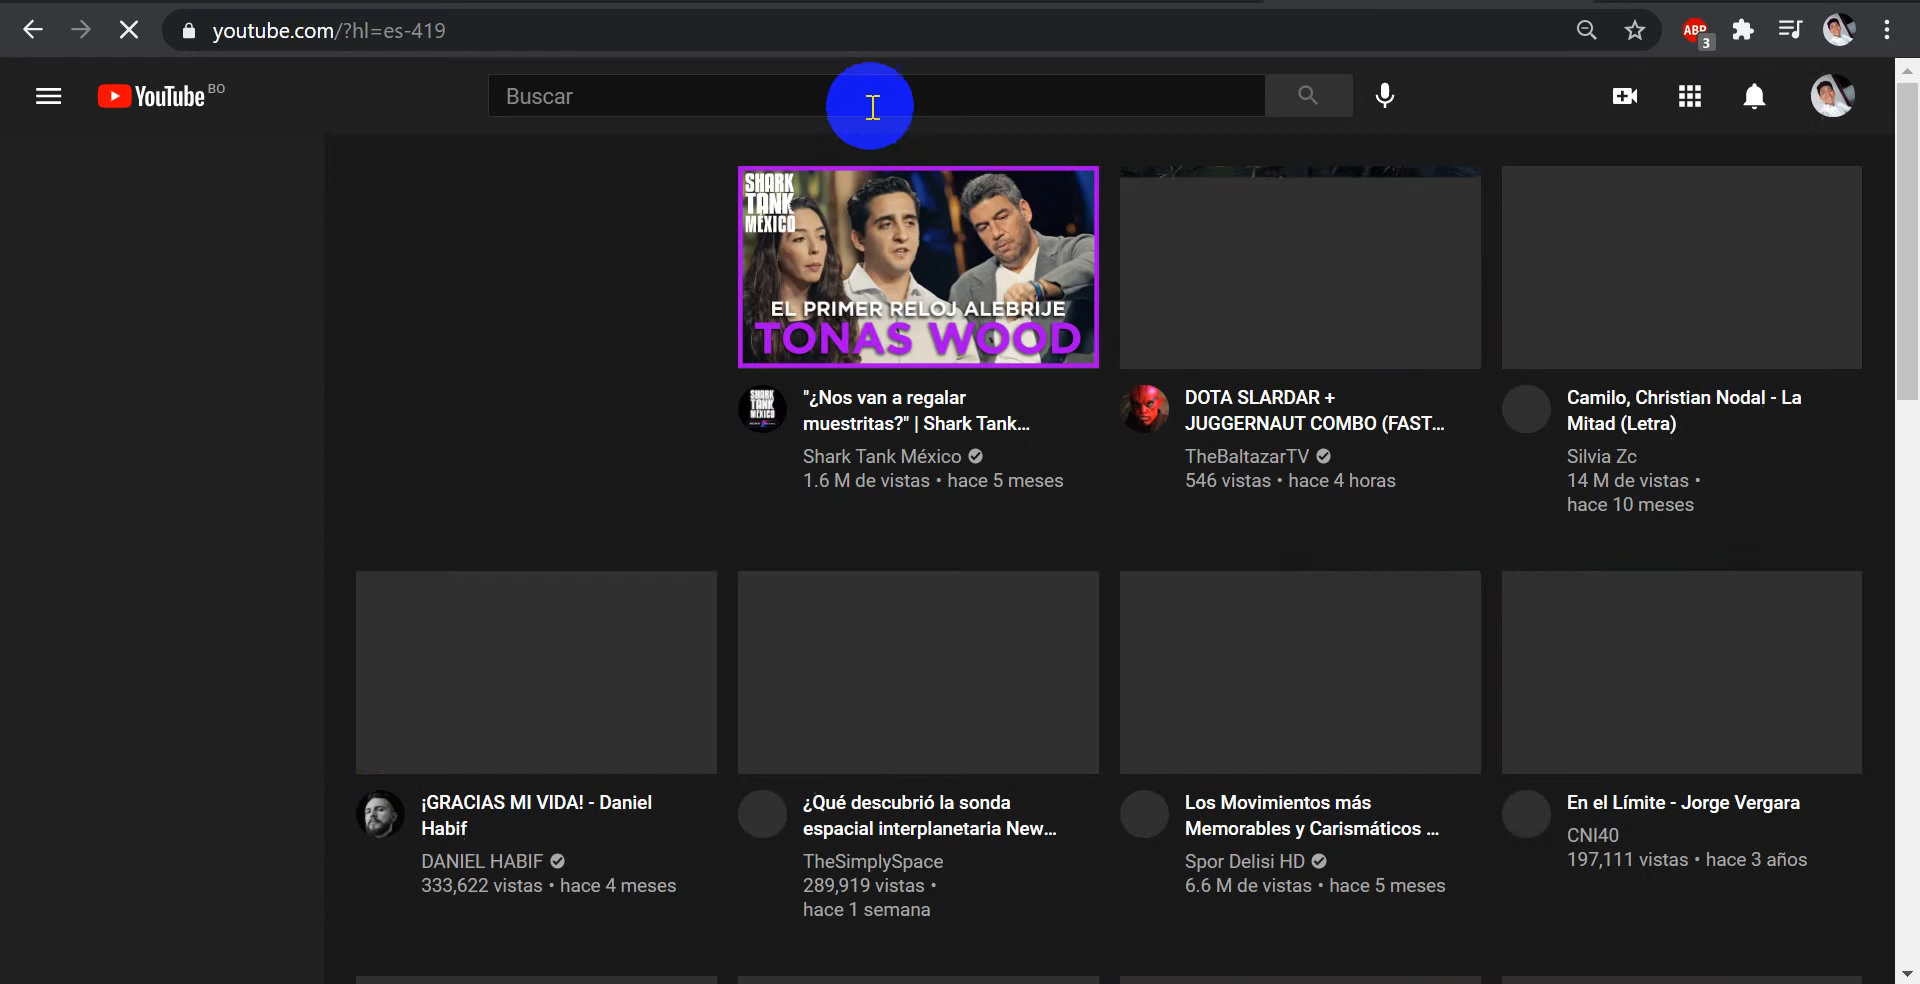 youtube.com/?hl=es-419
ABP
3
YouTube BO
Buscar
SHARK
TANK
MÉXICO
EL PRIMER RELOJ ALEBRIJE
TONAS WOOD
SHARK
TANK
MÉXICO
"¿Nos van a regalar
muestritas?" | Shark Tank...
Shark Tank México
1.6 M de vistas • hace 5 meses
DOTA SLARDAR +
JUGGERNAUT COMBO (FAST...
TheBaltazarTV
546 vistas • hace 4 horas
Camilo, Christian Nodal - La
Mitad (Letra)
Silvia Zc
14 M de vistas •
hace 10 meses
¡GRACIAS MI VIDA! - Daniel
Habif
DANIEL HABIF
333,622 vistas • hace 4 meses
¿Qué descubrió la sonda
espacial interplanetaria New...
TheSimplySpace
289,919 vistas •
hace 1 semana
Los Movimientos más
Memorables y Carismáticos ...
Spor Delisi HD
6.6 M de vistas • hace 5 meses
En el Límite - Jorge Vergara
CNI40
197,111 vistas • hace 3 años